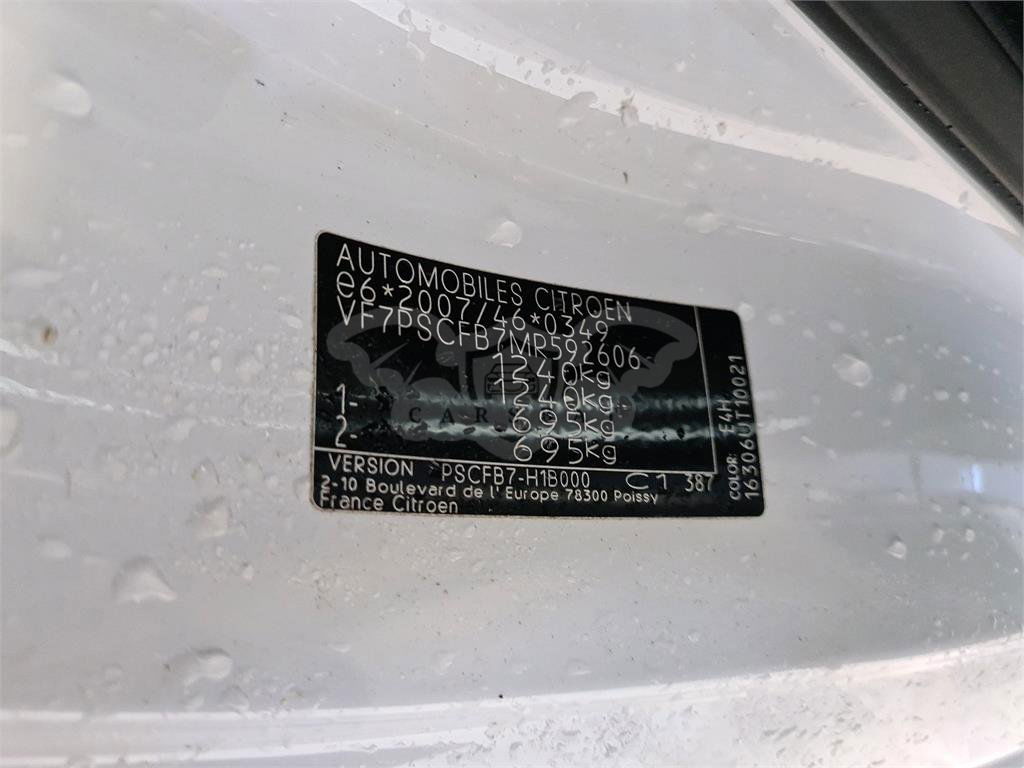 AUTOMOBILES CITROEN
e6*2007/46*0349
VF7PSCFB7MR592606
1240kg
1240kg
1- 695kg
2- 695kg
VERSION PSCFB7-H1B000 C1 387
2-10 Boulevard de l' Europe 78300 Poissy
France Citroen
COLOR: E4H
16306UT10021